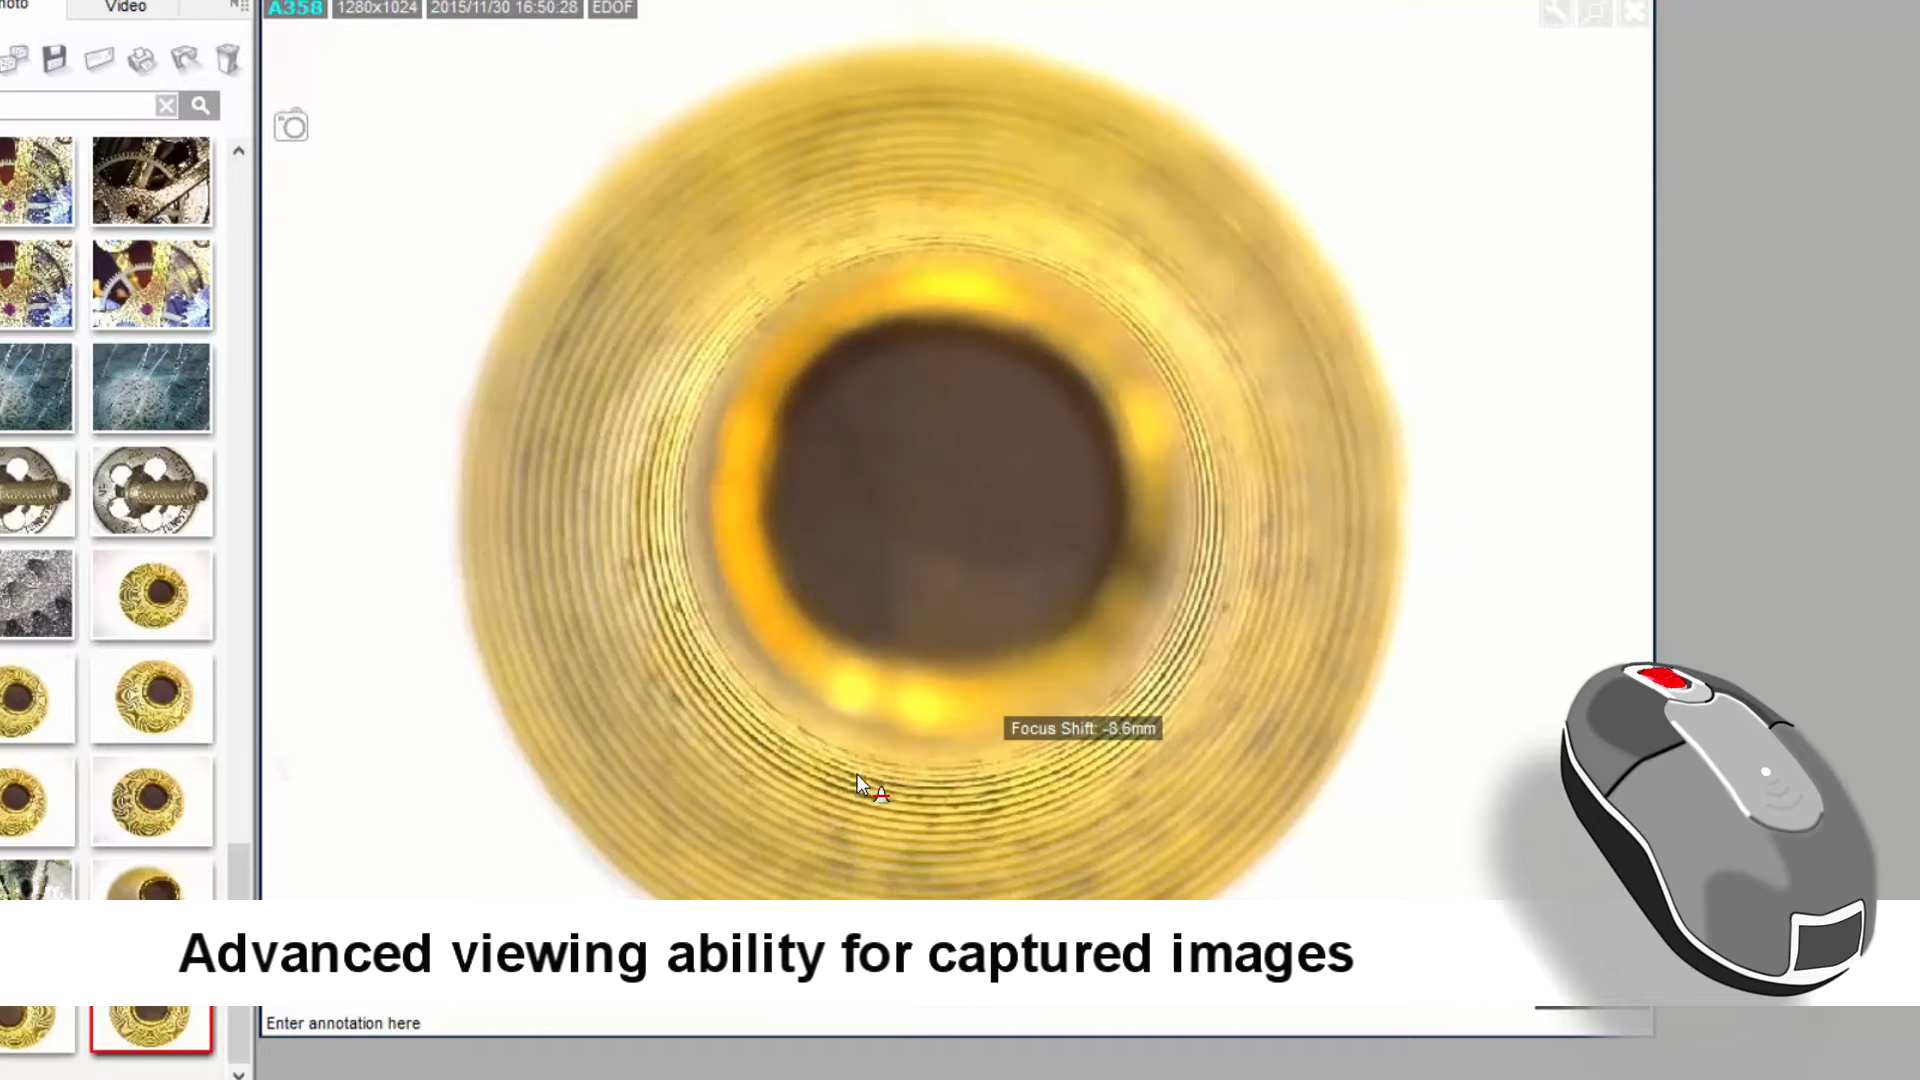 Video
A358 1280x1024 2015/11/30 16:50:28 EDOF
Focus Shift: -8.6mm
Advanced viewing ability for captured images
Enter annotation here